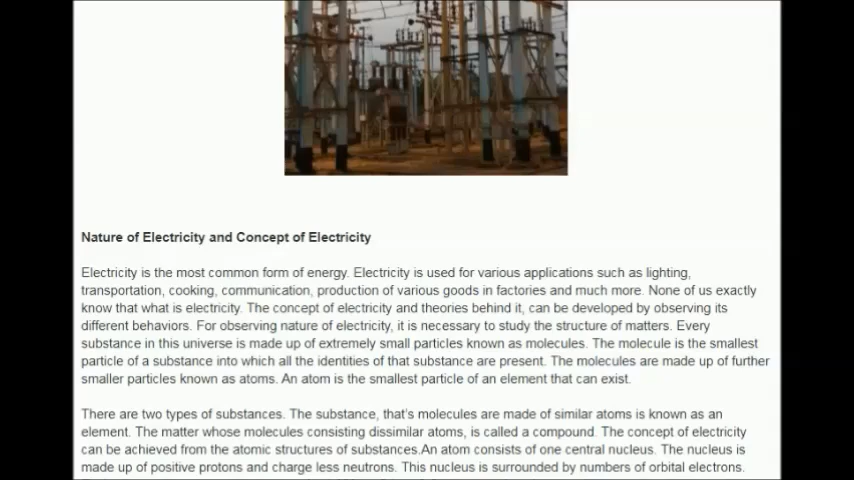 Nature of Electricity and Concept of Electricity
Electricity is the most common form of energy. Electricity is used for various applications such as lighting,
transportation, cooking, communication, production of various goods in factories and much more. None of us exactly
know that what is electricity. The concept of electricity and theories behind it, can be developed by observing its
different behaviors. For observing nature of electricity, it is necessary to study the structure of matters. Every
substance in this universe is made up of extremely small particles known as molecules. The molecule is the smallest
particle of a substance into which all the identities of that substance are present. The molecules are made up of further
smaller particles known as atoms. An atom is the smallest particle of an element that can exist.
There are two types of substances. The substance, that's molecules are made of similar atoms is known as an
element. The matter whose molecules consisting dissimilar atoms, is called a compound. The concept of electricity
can be achieved from the atomic structures of substances.An atom consists of one central nucleus. The nucleus is
made up of positive protons and charge less neutrons. This nucleus is surrounded by numbers of orbital electrons.